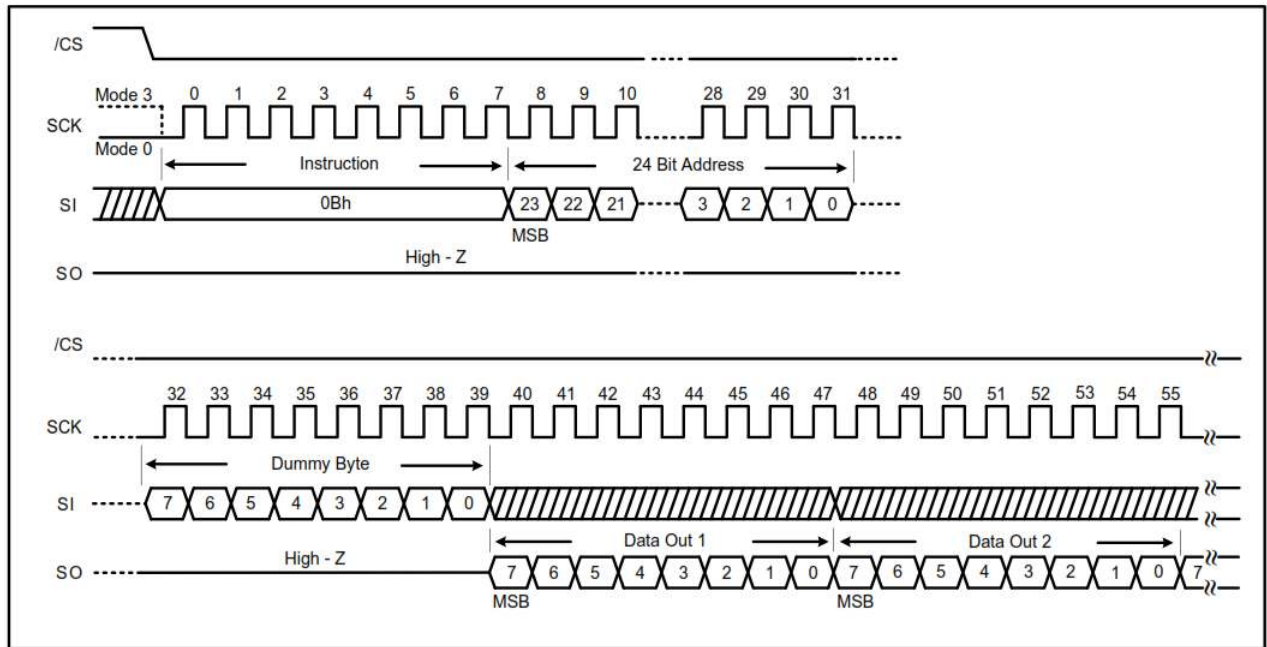 /CS
Mode 3 0 1 2 3 4 5 6 7 8 9 10 28 29 30 31
SCK
Mode 0
Instruction 24 Bit Address
SI 0Bh 23 22 21 3 2 1 0
MSB
High - Z
SO
/CS
32 33 34 35 36 37 38 39 40 41 42 43 44 45 46 47 48 49 50 51 52 53 54 55
SCK
Dummy Byte
SI 7 6 5 4 3 2 1 0
Data Out 1 Data Out 2
High - Z
SO 7 6 5 4 3 2 1 0 7 6 5 4 3 2 1 0 7
MSB MSB